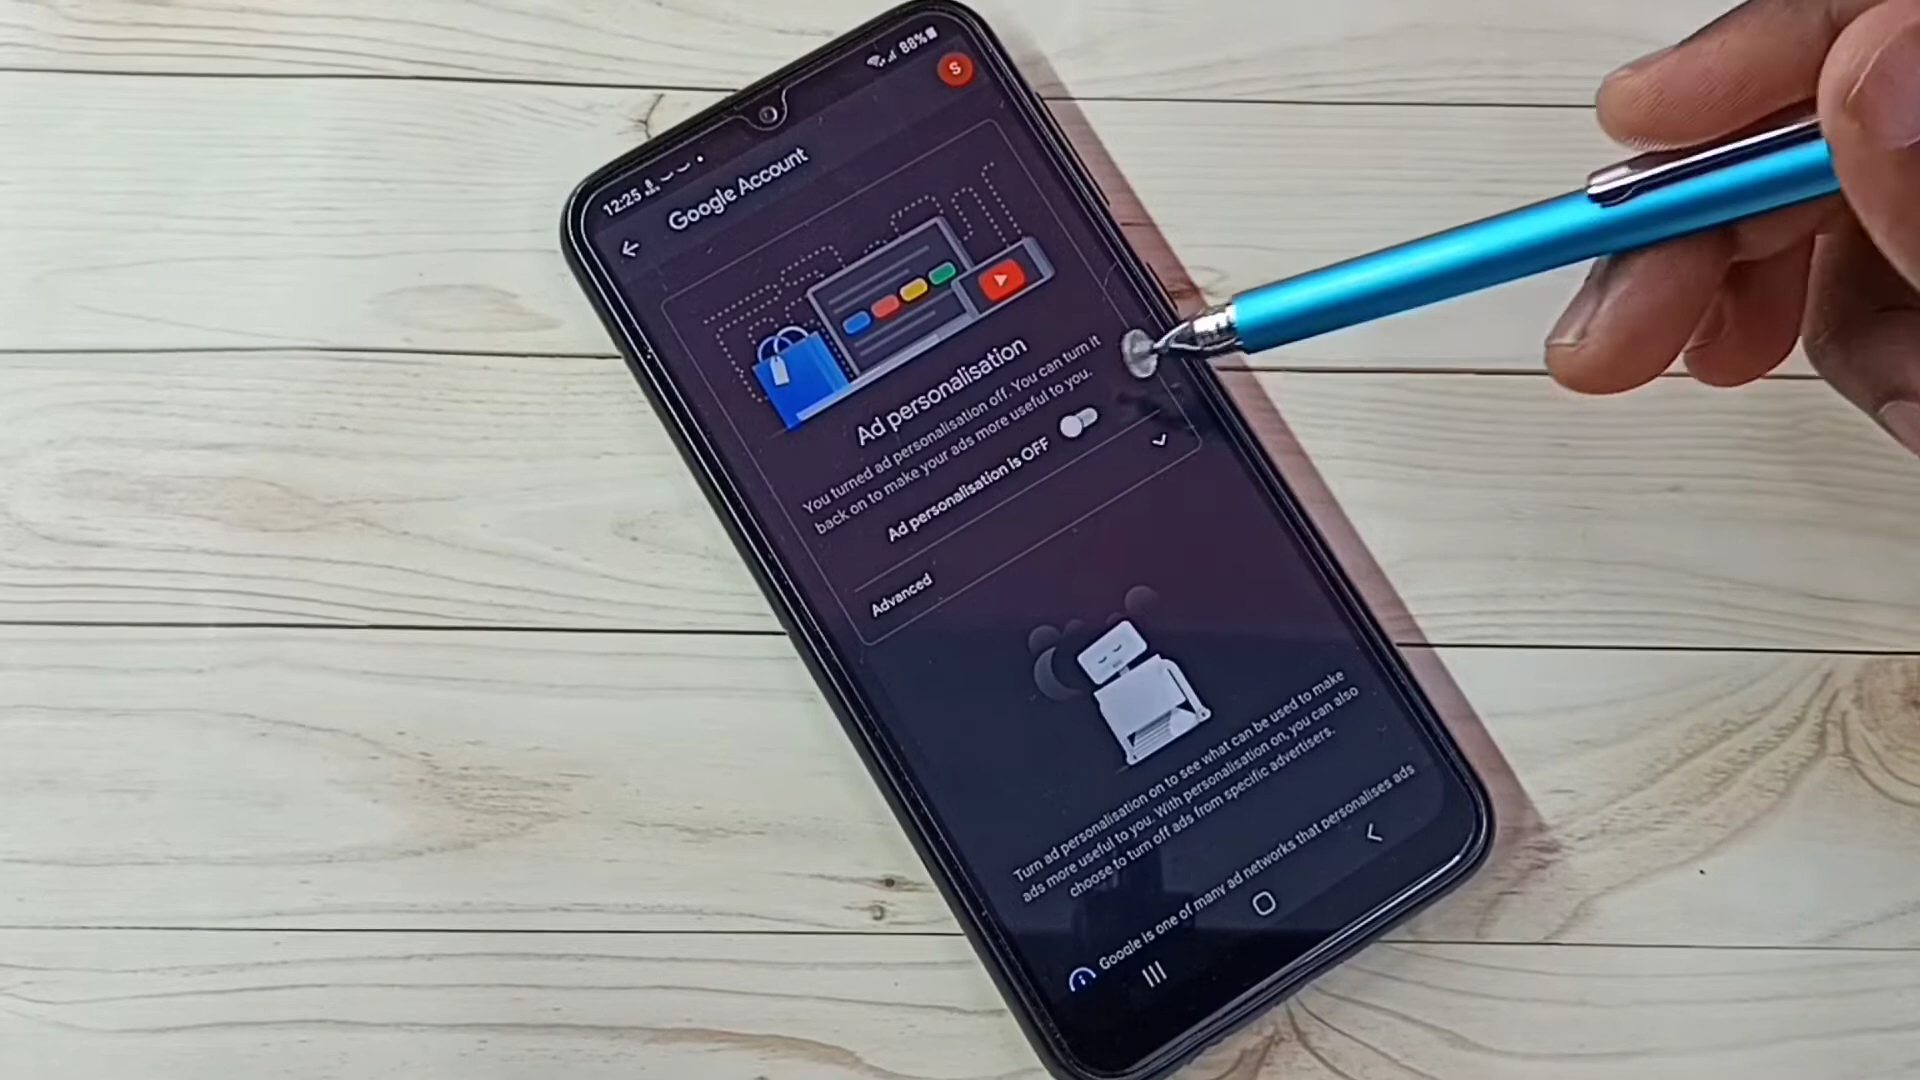 12:25
88%
S
Google Account
Ad personalisation
You turned ad personalisation off. You can turn it
back on to make your ads more useful to you.
Ad personalisation is OFF
Advanced
Turn ad personalisation on to see what can be used to make
ads more useful to you. With personalisation on, you can also
choose to turn off ads from specific advertisers.
Google is one of many ad networks that personalises ads